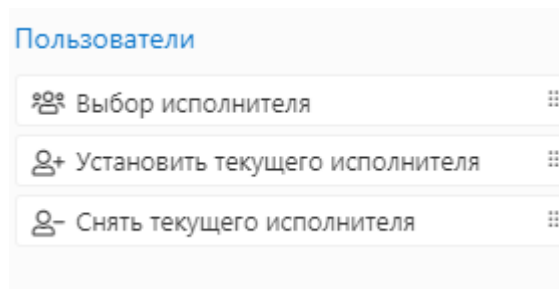 Пользователи
Выбор исполнителя
Установить текущего исполнителя
Снять текущего исполнителя